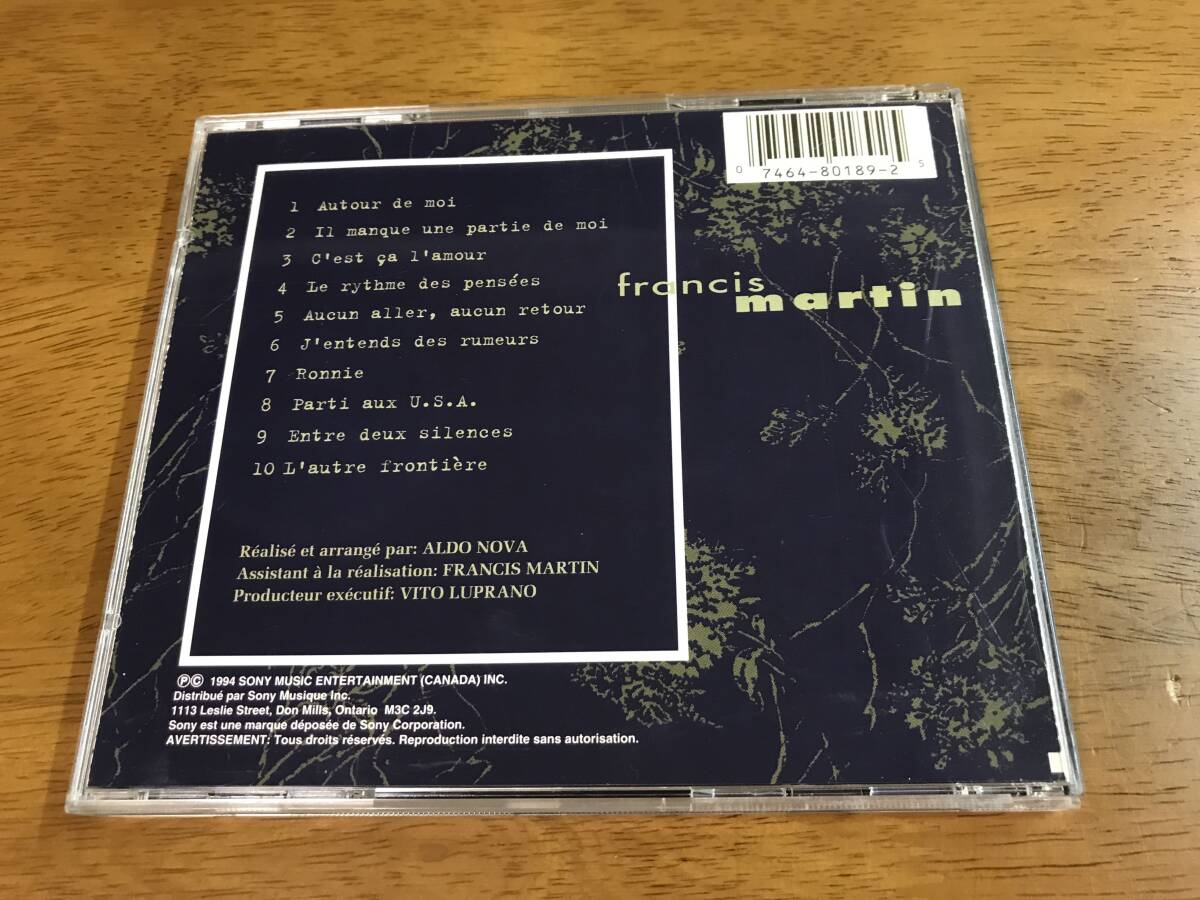 0 7464-80189-2 5
1 Autour de moi
2 Il manque une partie de moi
3 C'est ça l'amour
4 Le rythme des pensées
5 Aucun aller, aucun retour
6 J'entends des rumeurs
7 Ronnie
8 Parti aux U.S.A.
9 Entre deux silences
10 L'autre frontière
francis
martin
Réalisé et arrangé par: ALDO NOVA
Assistant à la réalisation: FRANCIS MARTIN
Producteur exécutif: VITO LUPRANO
℗© 1994 SONY MUSIC ENTERTAINMENT (CANADA) INC.
Distribué par Sony Musique Inc.
1113 Leslie Street, Don Mills, Ontario M3C 2J9.
Sony est une marque déposée de Sony Corporation.
AVERTISSEMENT: Tous droits réservés. Reproduction interdite sans autorisation.